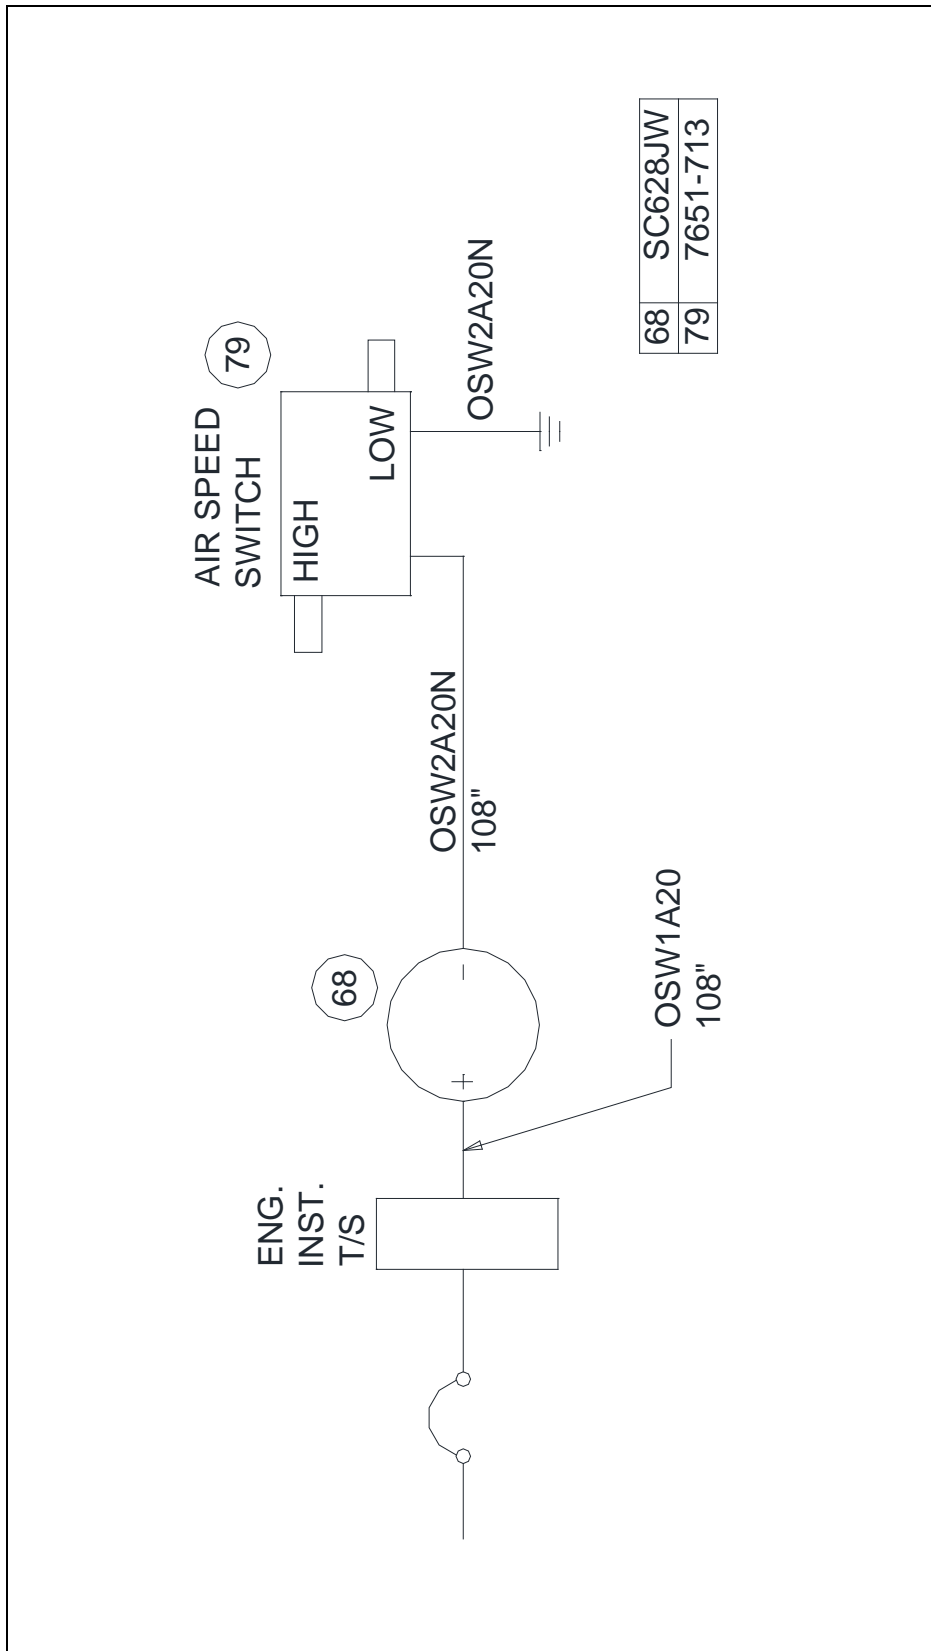 AIR SPEED
SWITCH
79
HIGH
LOW
OSW2A20N
68
+
-
OSW2A20N
108"
ENG.
INST.
T/S
OSW1A20
108"
68 SC628JW
79 7651-713